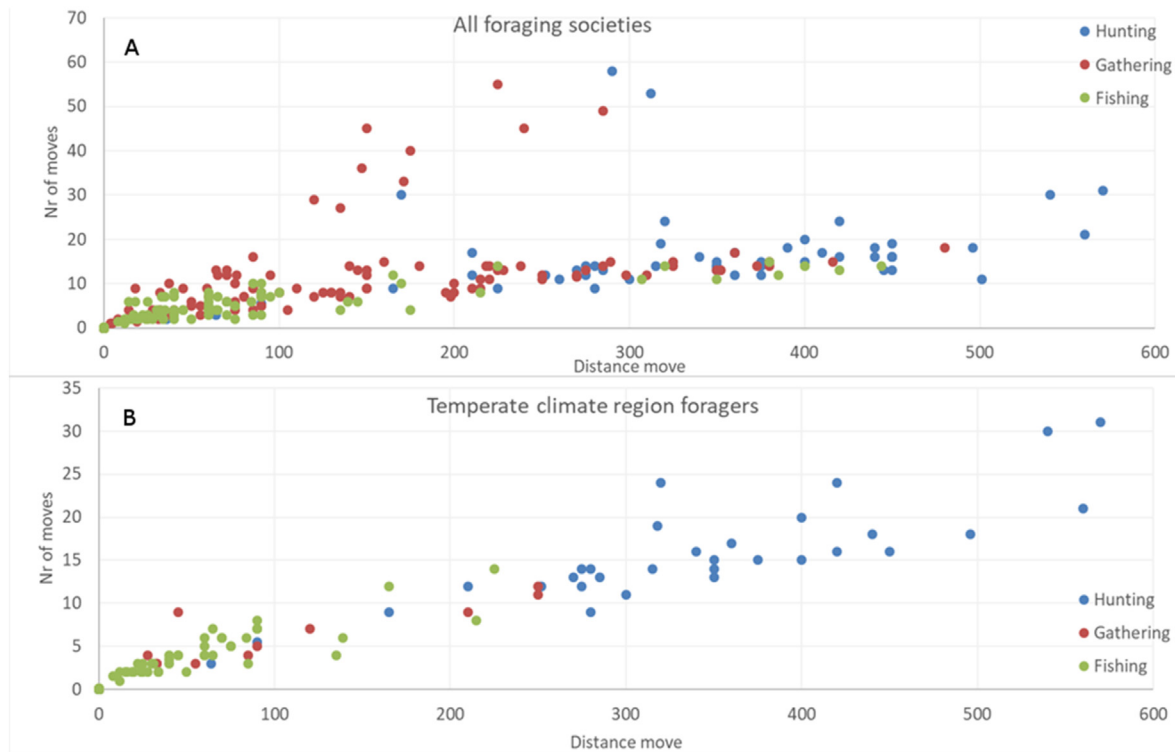 All foraging societies
A
Hunting
Gathering
Fishing
Nr of moves
70
60
50
40
30
20
10
0
0 100 200 300 400 500 600
Distance move
Temperate climate region foragers
B
Nr of moves
35
30
25
20
15
10
5
0
Hunting
Gathering
Fishing
0 100 200 300 400 500 600
Distance move